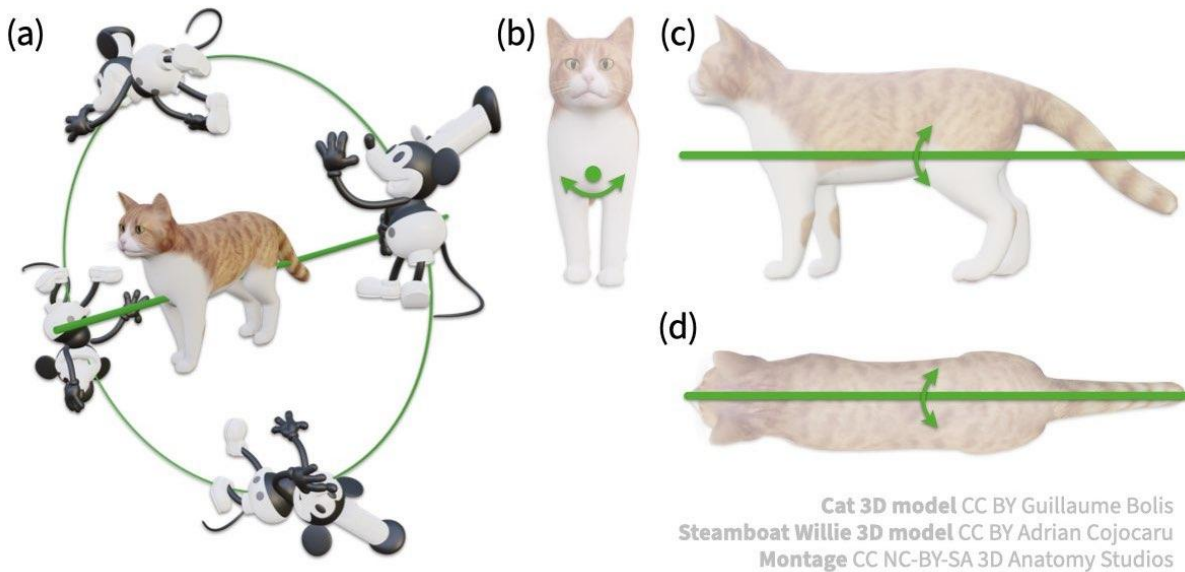 (a)
(b)
(c)
(d)
Cat 3D model CC BY Guillaume Bolis
Steamboat Willie 3D model CC BY Adrian Cojocaru
Montage CC NC-BY-SA 3D Anatomy Studios